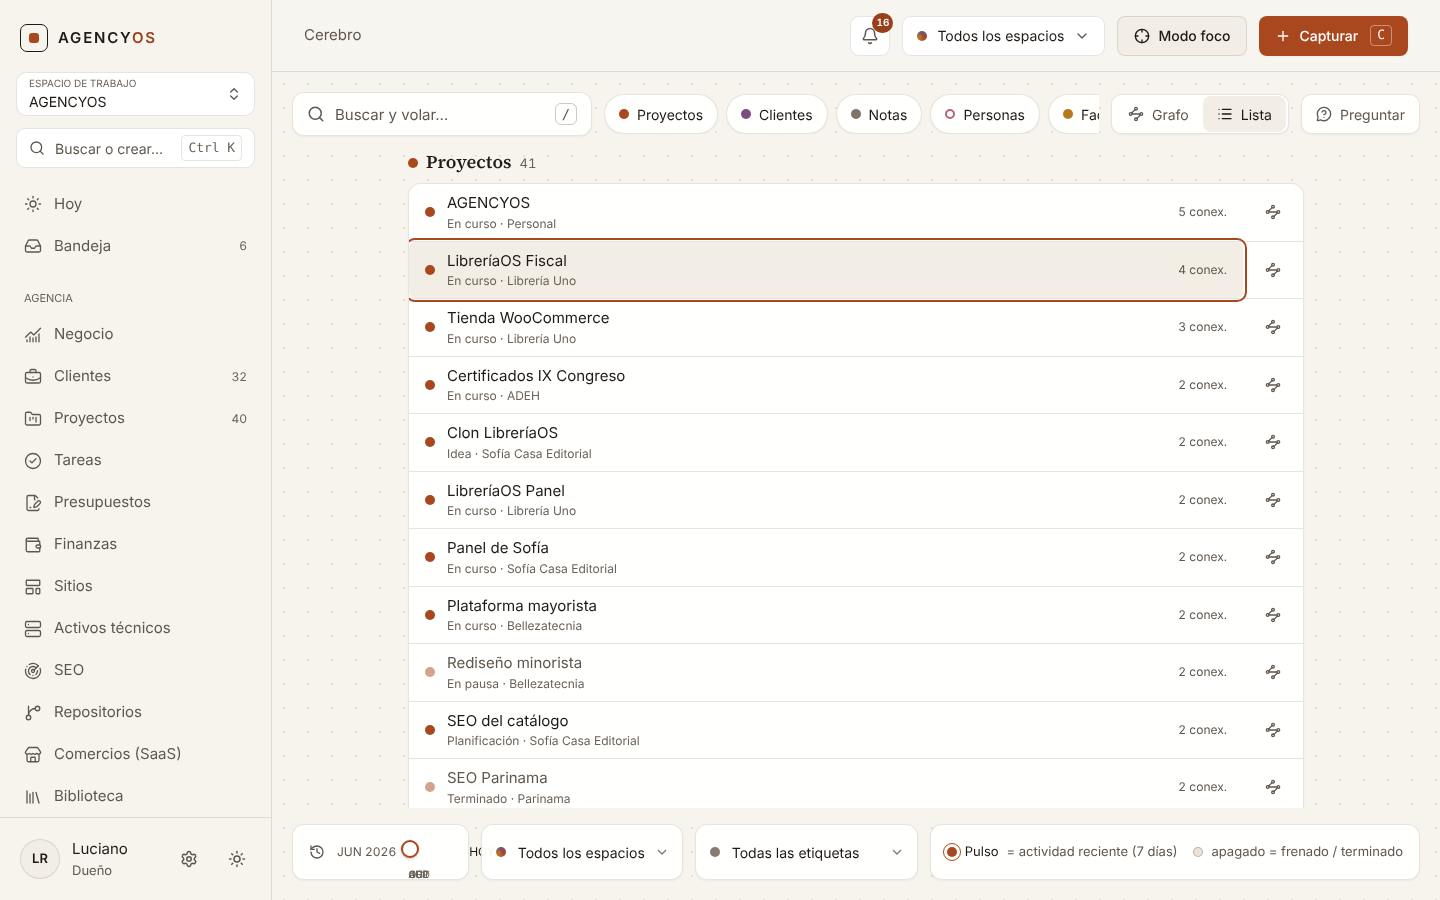 AGENCYOS
ESPACIO DE TRABAJO
AGENCYOS
Buscar o crear...
Ctrl K
Hoy
Bandeja 6
AGENCIA
Negocio
Clientes 32
Proyectos 40
Tareas
Presupuestos
Finanzas
Sitios
Activos técnicos
SEO
Repositorios
Comercios (SaaS)
Biblioteca
LR
Luciano
Dueño
Cerebro
16
Todos los espacios
Modo foco
Capturar C
Buscar y volar... /
Proyectos
Clientes
Notas
Personas
Grafo
Lista
Preguntar
Proyectos 41
AGENCYOS
En curso · Personal
5 conex.
LibreríaOS Fiscal
En curso · Librería Uno
4 conex.
Tienda WooCommerce
En curso · Librería Uno
3 conex.
Certificados IX Congreso
En curso · ADEH
2 conex.
Clon LibreríaOS
Idea · Sofía Casa Editorial
2 conex.
LibreríaOS Panel
En curso · Librería Uno
2 conex.
Panel de Sofía
En curso · Sofía Casa Editorial
2 conex.
Plataforma mayorista
En curso · Bellezatecnia
2 conex.
Rediseño minorista
En pausa · Bellezatecnia
2 conex.
SEO del catálogo
Planificación · Sofía Casa Editorial
2 conex.
SEO Parinama
Terminado · Parinama
2 conex.
JUN 2026
Todos los espacios
Todas las etiquetas
Pulso = actividad reciente (7 días)
apagado = frenado / terminado